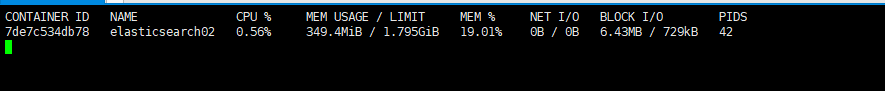 CONTAINER ID   NAME              CPU %     MEM USAGE / LIMIT     MEM %     NET I/O   BLOCK I/O        PIDS
7de7c534db78   elasticsearch02   0.56%     349.4MiB / 1.795GiB   19.01%    0B / 0B   6.43MB / 729kB   42